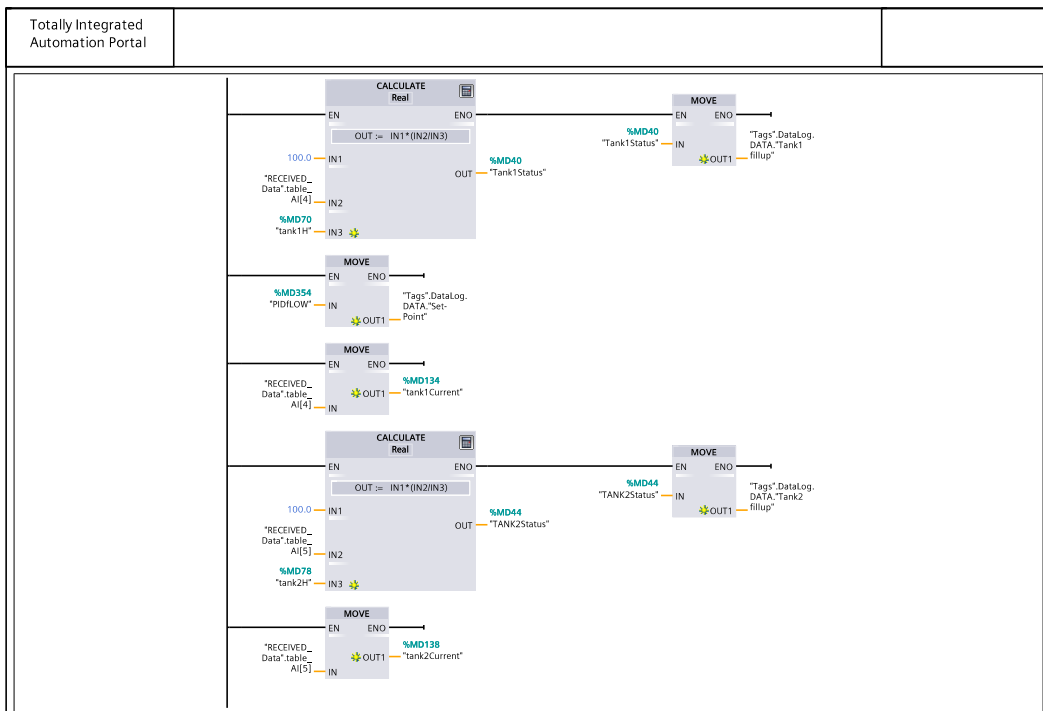 Totally Integrated
Automation Portal
CALCULATE
Real
EN
ENO
OUT := IN1*(IN2/IN3)
100.0
IN1
"RECEIVED_
Data".table_
AI[4]
IN2
%MD70
"tank1H"
IN3
OUT
%MD40
"Tank1Status"
MOVE
EN
ENO
%MD40
"Tank1Status"
IN
OUT1
"Tags".DataLog.
DATA."Tank1
fillup"
MOVE
EN
ENO
%MD354
"PIDfLOW"
IN
OUT1
"Tags".DataLog.
DATA."Set-
Point"
MOVE
EN
ENO
"RECEIVED_
Data".table_
AI[4]
IN
OUT1
%MD134
"tank1Current"
CALCULATE
Real
EN
ENO
OUT := IN1*(IN2/IN3)
100.0
IN1
"RECEIVED_
Data".table_
AI[5]
IN2
%MD78
"tank2H"
IN3
OUT
%MD44
"TANK2Status"
MOVE
EN
ENO
%MD44
"TANK2Status"
IN
OUT1
"Tags".DataLog.
DATA."Tank2
fillup"
MOVE
EN
ENO
"RECEIVED_
Data".table_
AI[5]
IN
OUT1
%MD138
"tank2Current"